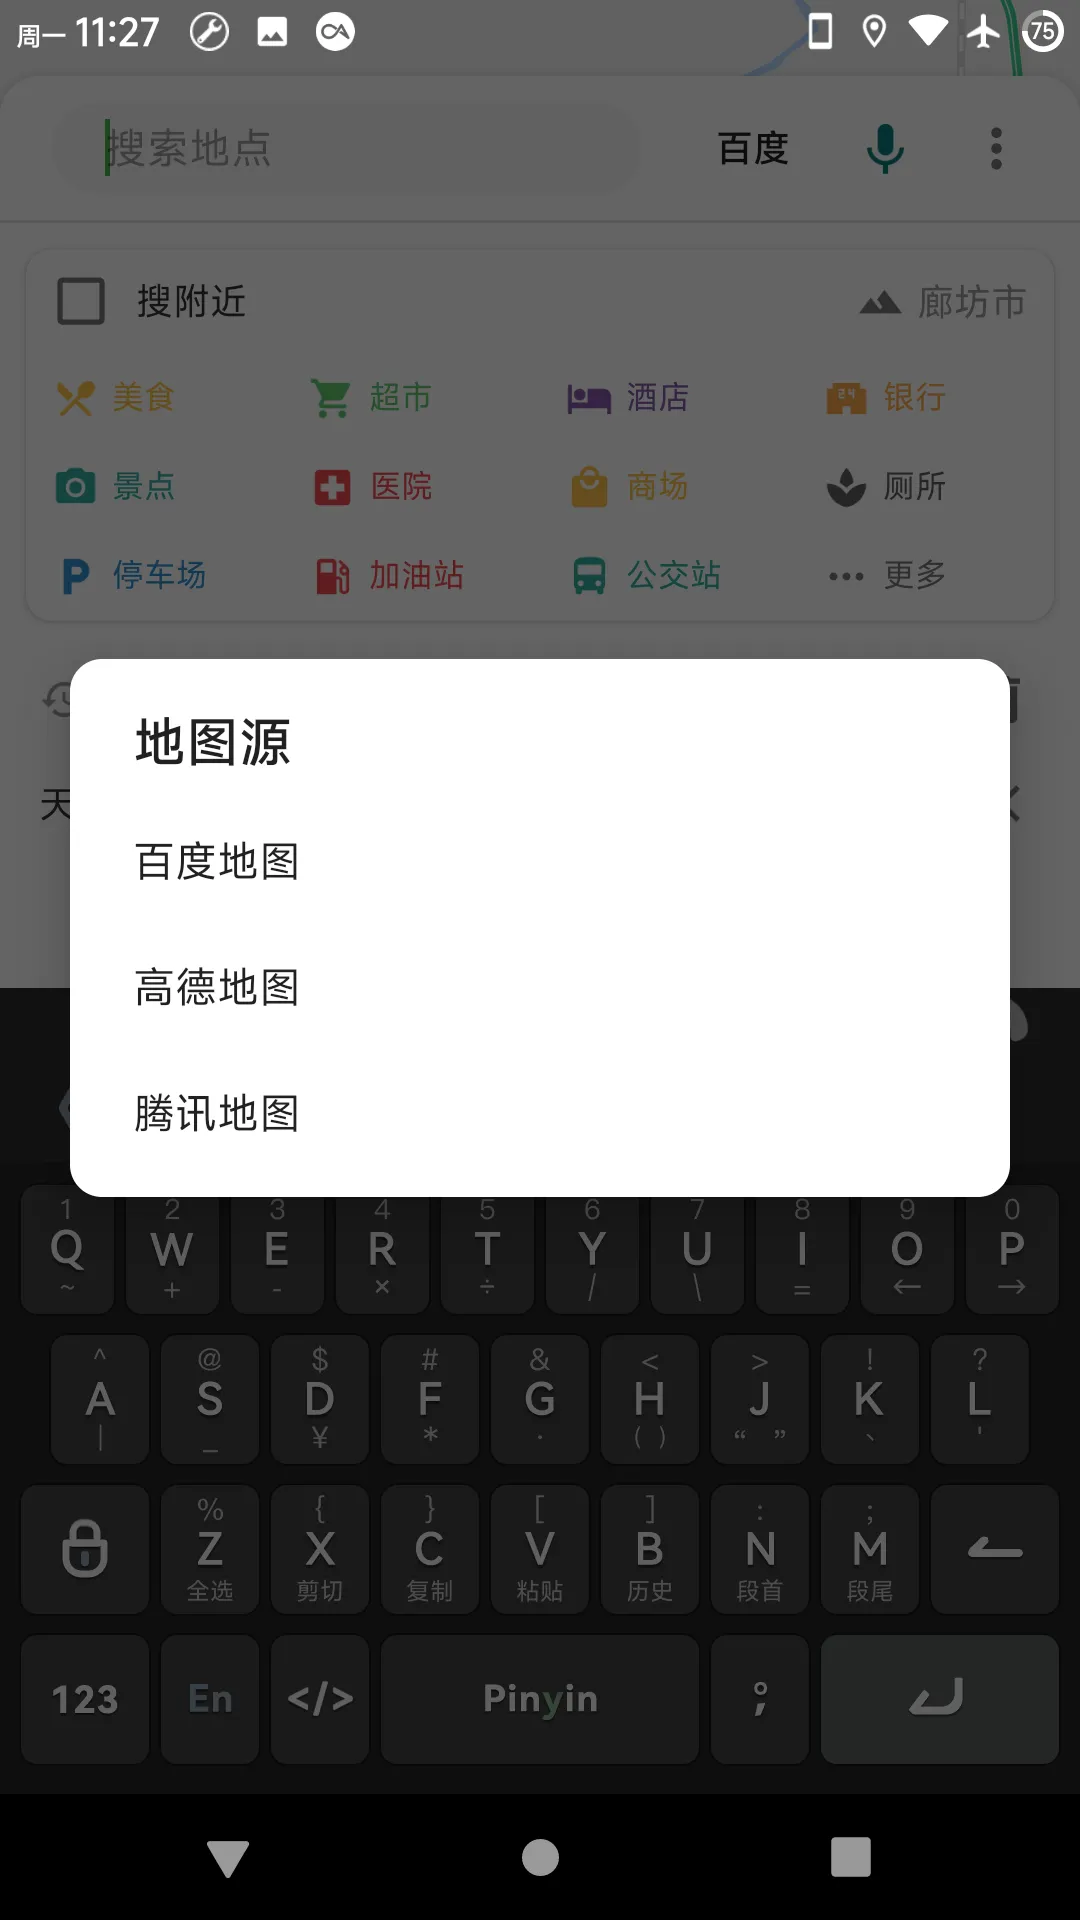 周一 11:27 75
搜索地点 百度
搜附近 廊坊市
美食 超市 酒店 银行
景点 医院 商场 厕所
P 停车场 加油站 公交站 更多
天
地图源
百度地图
高德地图
腾讯地图
1 2 3 4 5 6 7 8 9 0
Q W E R T Y U I O P
~ + - × ÷ / \ = ← →
^ @ $ # & < > ! ?
A S D F G H J K L
| _ ¥ * · ( ) “ ” 、 '
% { } [ ] : ;
Z X C V B N M
全选 剪切 复制 粘贴 历史 段首 段尾
123 En </> Pinyin ;